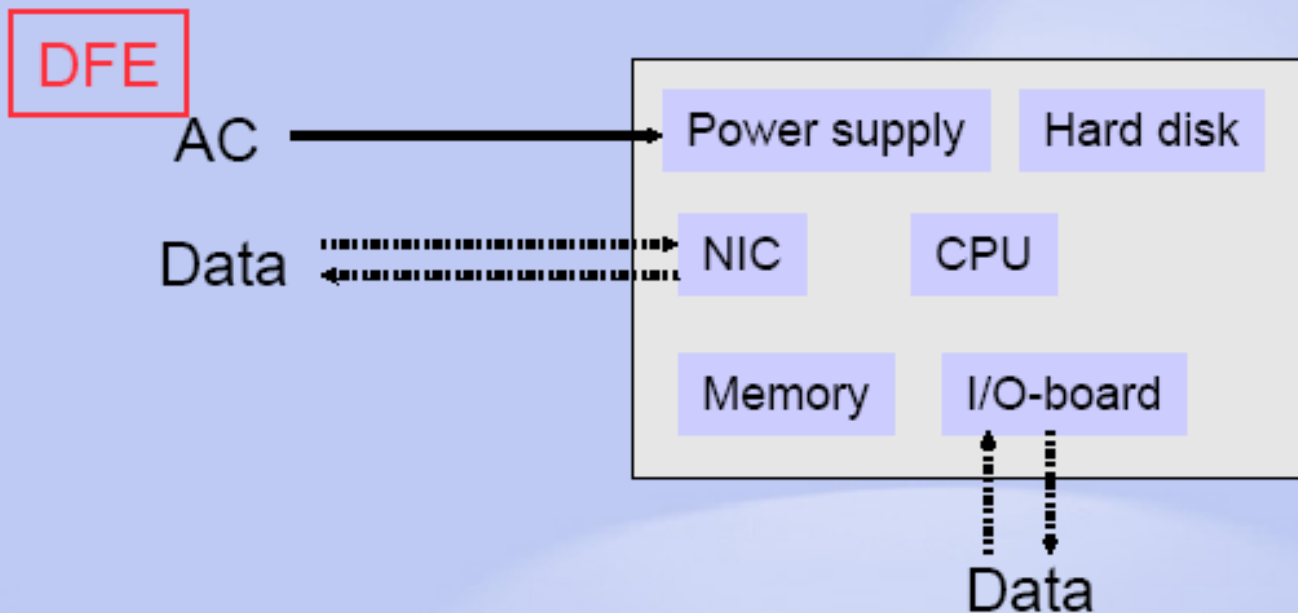 DFE
AC
Power supply
Hard disk
Data
NIC
CPU
Memory
I/O-board
Data